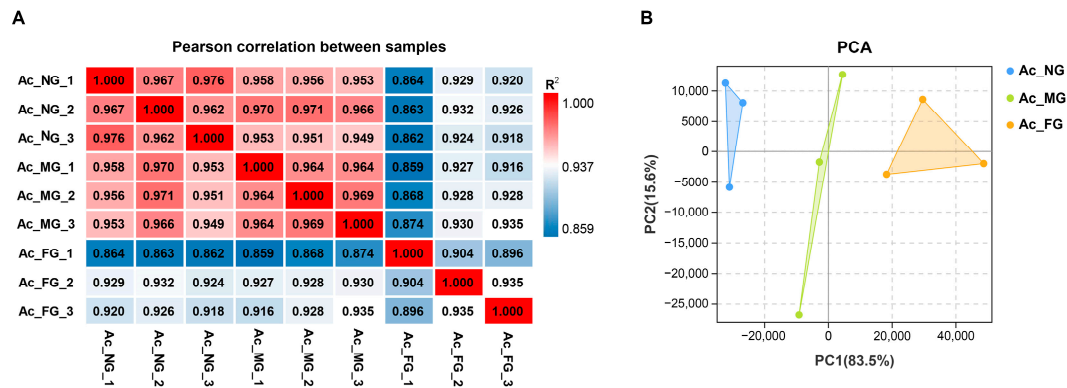 A
Pearson correlation between samples
Ac_NG_1 1.000 0.967 0.976 0.958 0.956 0.953 0.864 0.929 0.920
Ac_NG_2 0.967 1.000 0.962 0.970 0.971 0.966 0.863 0.932 0.926
Ac_NG_3 0.976 0.962 1.000 0.953 0.951 0.949 0.862 0.924 0.918
Ac_MG_1 0.958 0.970 0.953 1.000 0.964 0.964 0.859 0.927 0.916
Ac_MG_2 0.956 0.971 0.951 0.964 1.000 0.969 0.868 0.928 0.928
Ac_MG_3 0.953 0.966 0.949 0.964 0.969 1.000 0.874 0.930 0.935
Ac_FG_1 0.864 0.863 0.862 0.859 0.868 0.874 1.000 0.904 0.896
Ac_FG_2 0.929 0.932 0.924 0.927 0.928 0.930 0.904 1.000 0.935
Ac_FG_3 0.920 0.926 0.918 0.916 0.928 0.935 0.896 0.935 1.000
Ac_NG_1 Ac_NG_2 Ac_NG_3 Ac_MG_1 Ac_MG_2 Ac_MG_3 Ac_FG_1 Ac_FG_2 Ac_FG_3
R²
1.000
0.937
0.859
B
PCA
Ac_NG
Ac_MG
Ac_FG
PC2(15.6%)
10,000
5000
0
−5000
−10,000
−15,000
−20,000
−25,000
−20,000 0 20,000 40,000
PC1(83.5%)